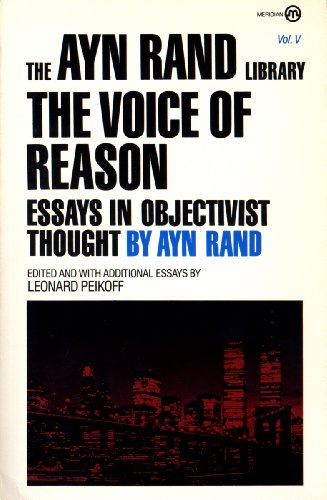 MERIDIAN
Vol. V
THE AYN RAND LIBRARY
THE VOICE OF
REASON
ESSAYS IN OBJECTIVIST
THOUGHT BY AYN RAND
EDITED AND WITH ADDITIONAL ESSAYS BY
LEONARD PEIKOFF